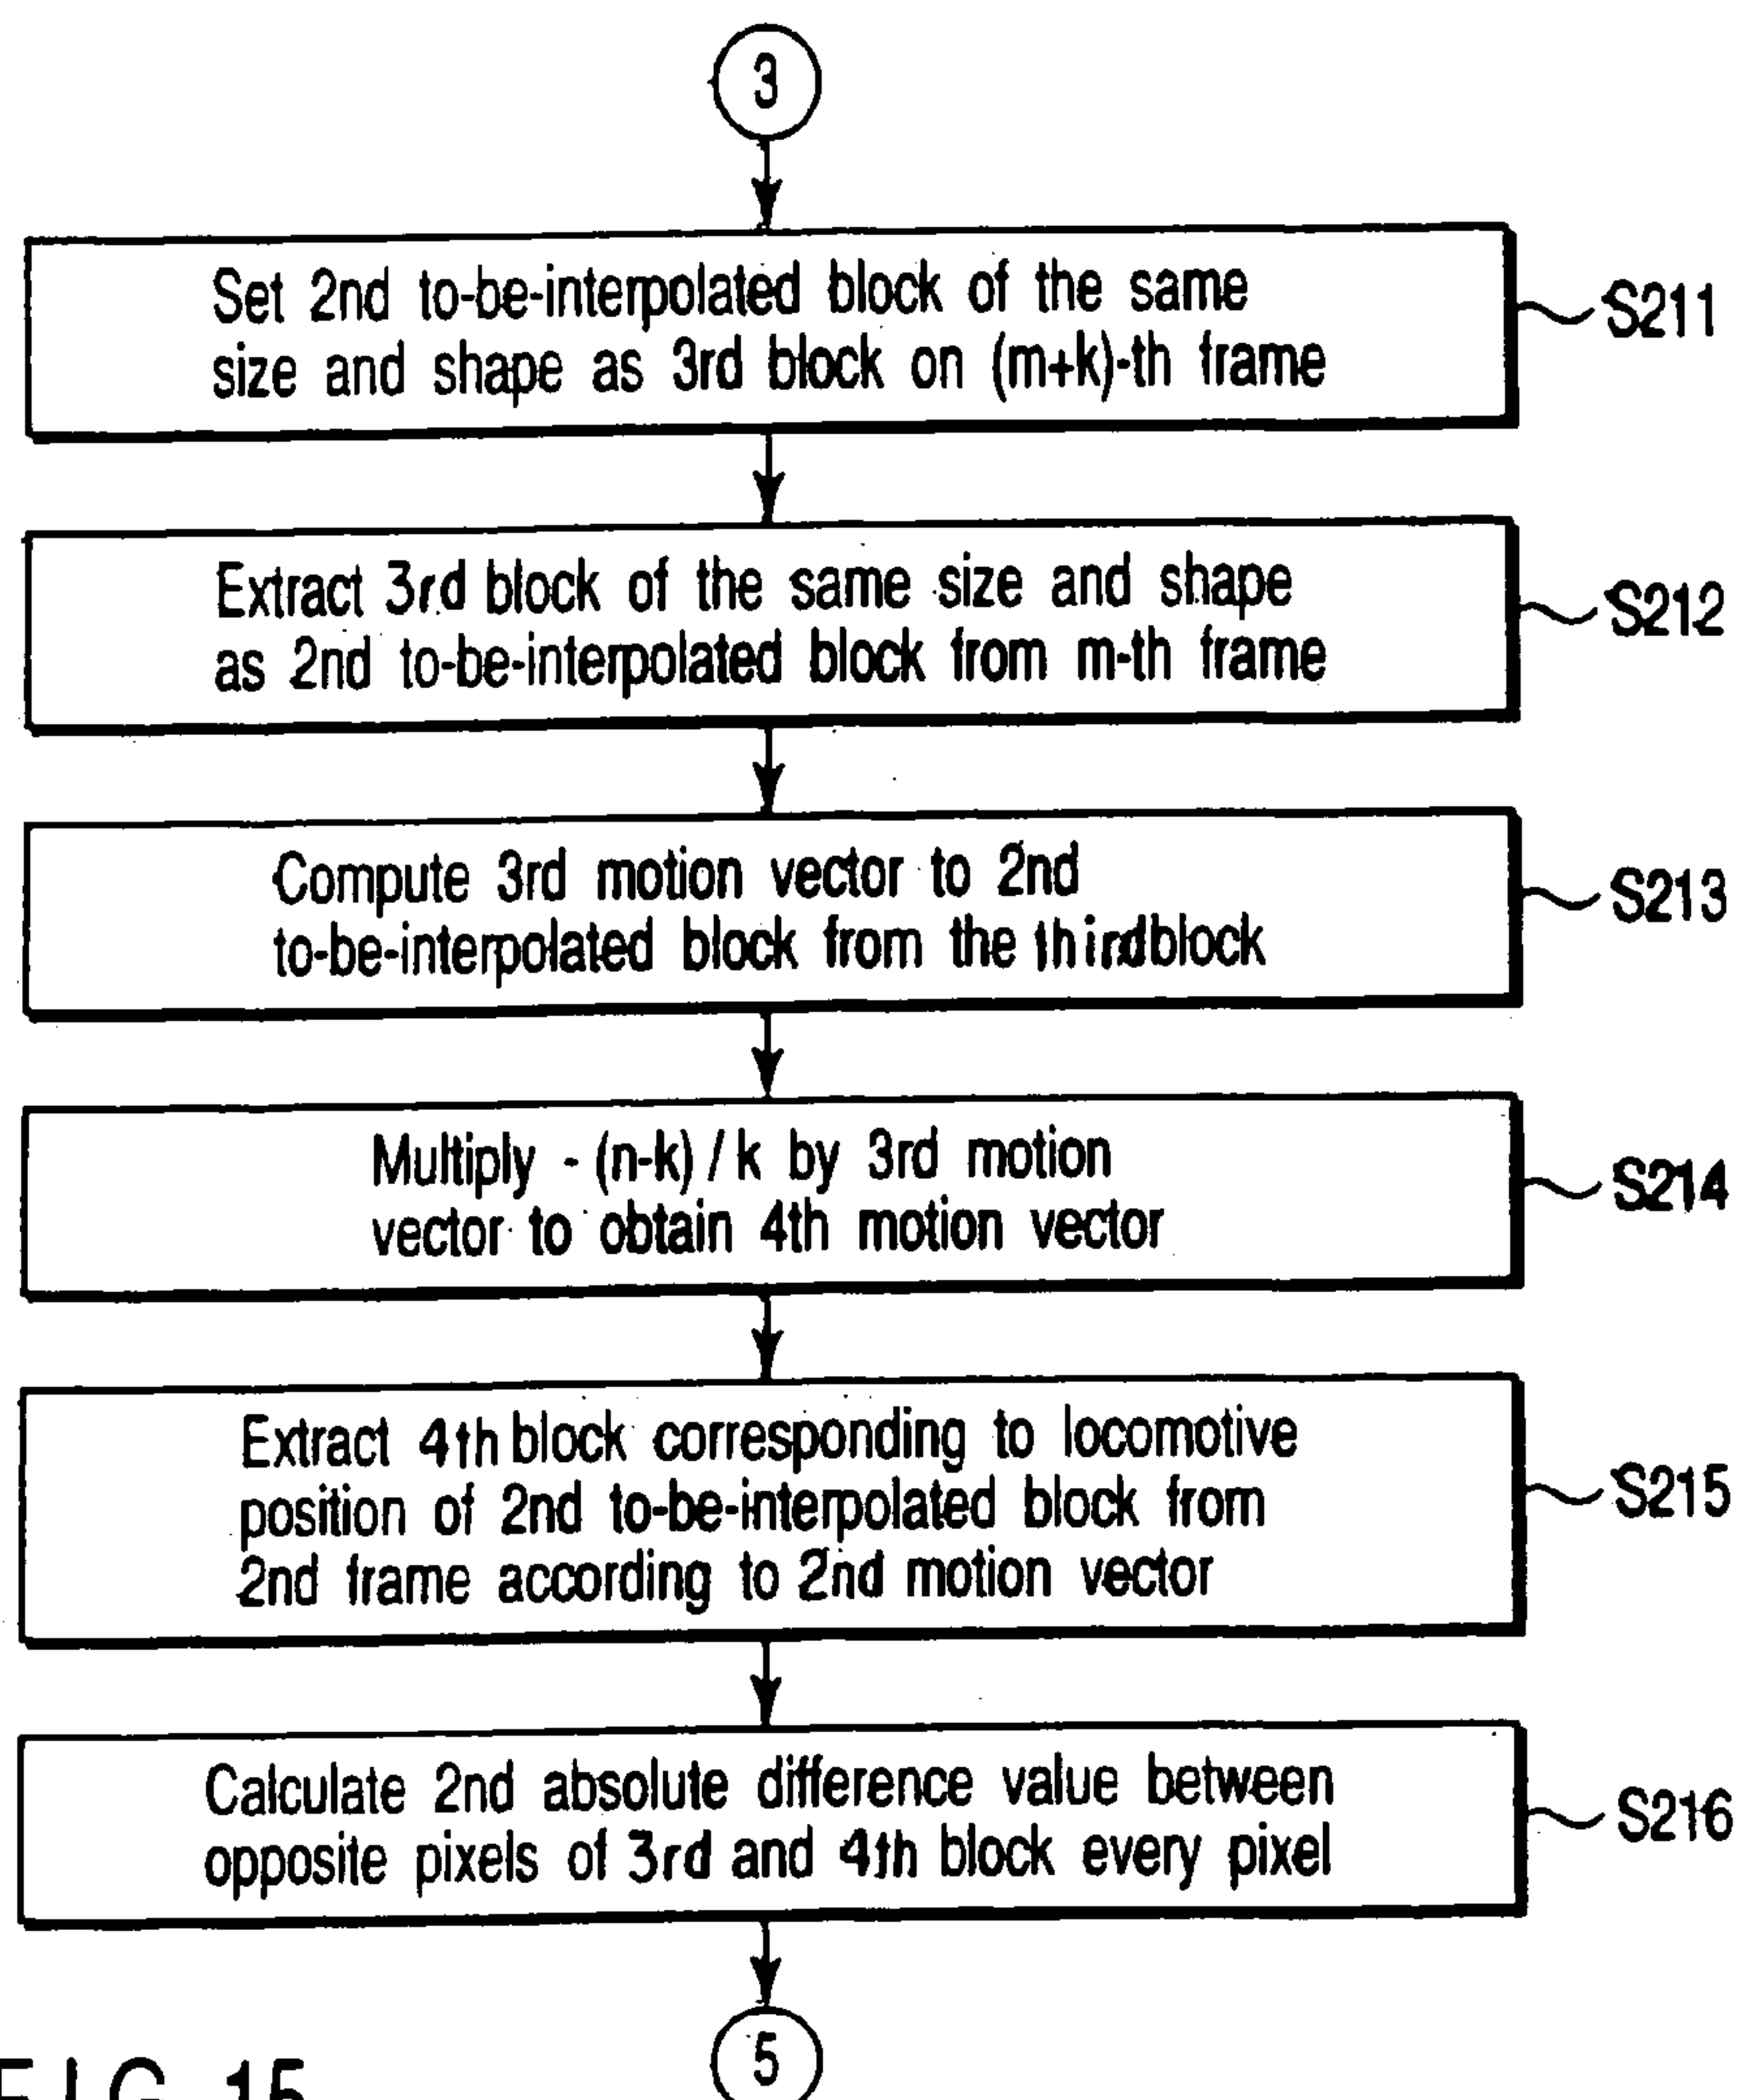 3
Set 2nd to-be-interpolated block of the same
size and shape as 3rd block on (m+k)-th frame
S211
Extract 3rd block of the same size and shape
as 2nd to-be-interpolated block from m-th frame
S212
Compute 3rd motion vector to 2nd
to-be-interpolated block from the thirdblock
S213
Multiply - (n-k) / k by 3rd motion
vector to obtain 4th motion vector
S214
Extract 4th block corresponding to locomotive
position of 2nd to-be-interpolated block from
2nd frame according to 2nd motion vector
S215
Calculate 2nd absolute difference value between
opposite pixels of 3rd and 4th block every pixel
S216
5
FIG. 15